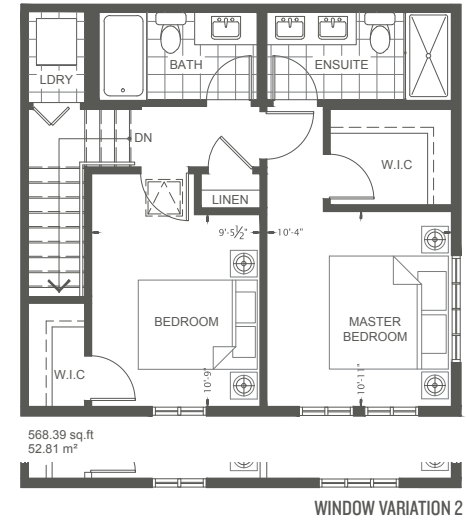 LDRY
BATH
ENSUITE
DN
W.I.C
LINEN
9'-5½"
10'-4"
BEDROOM
MASTER
BEDROOM
W.I.C
10'-9"
10'-11"
568.39 sq.ft
52.81 m²
WINDOW VARIATION 2